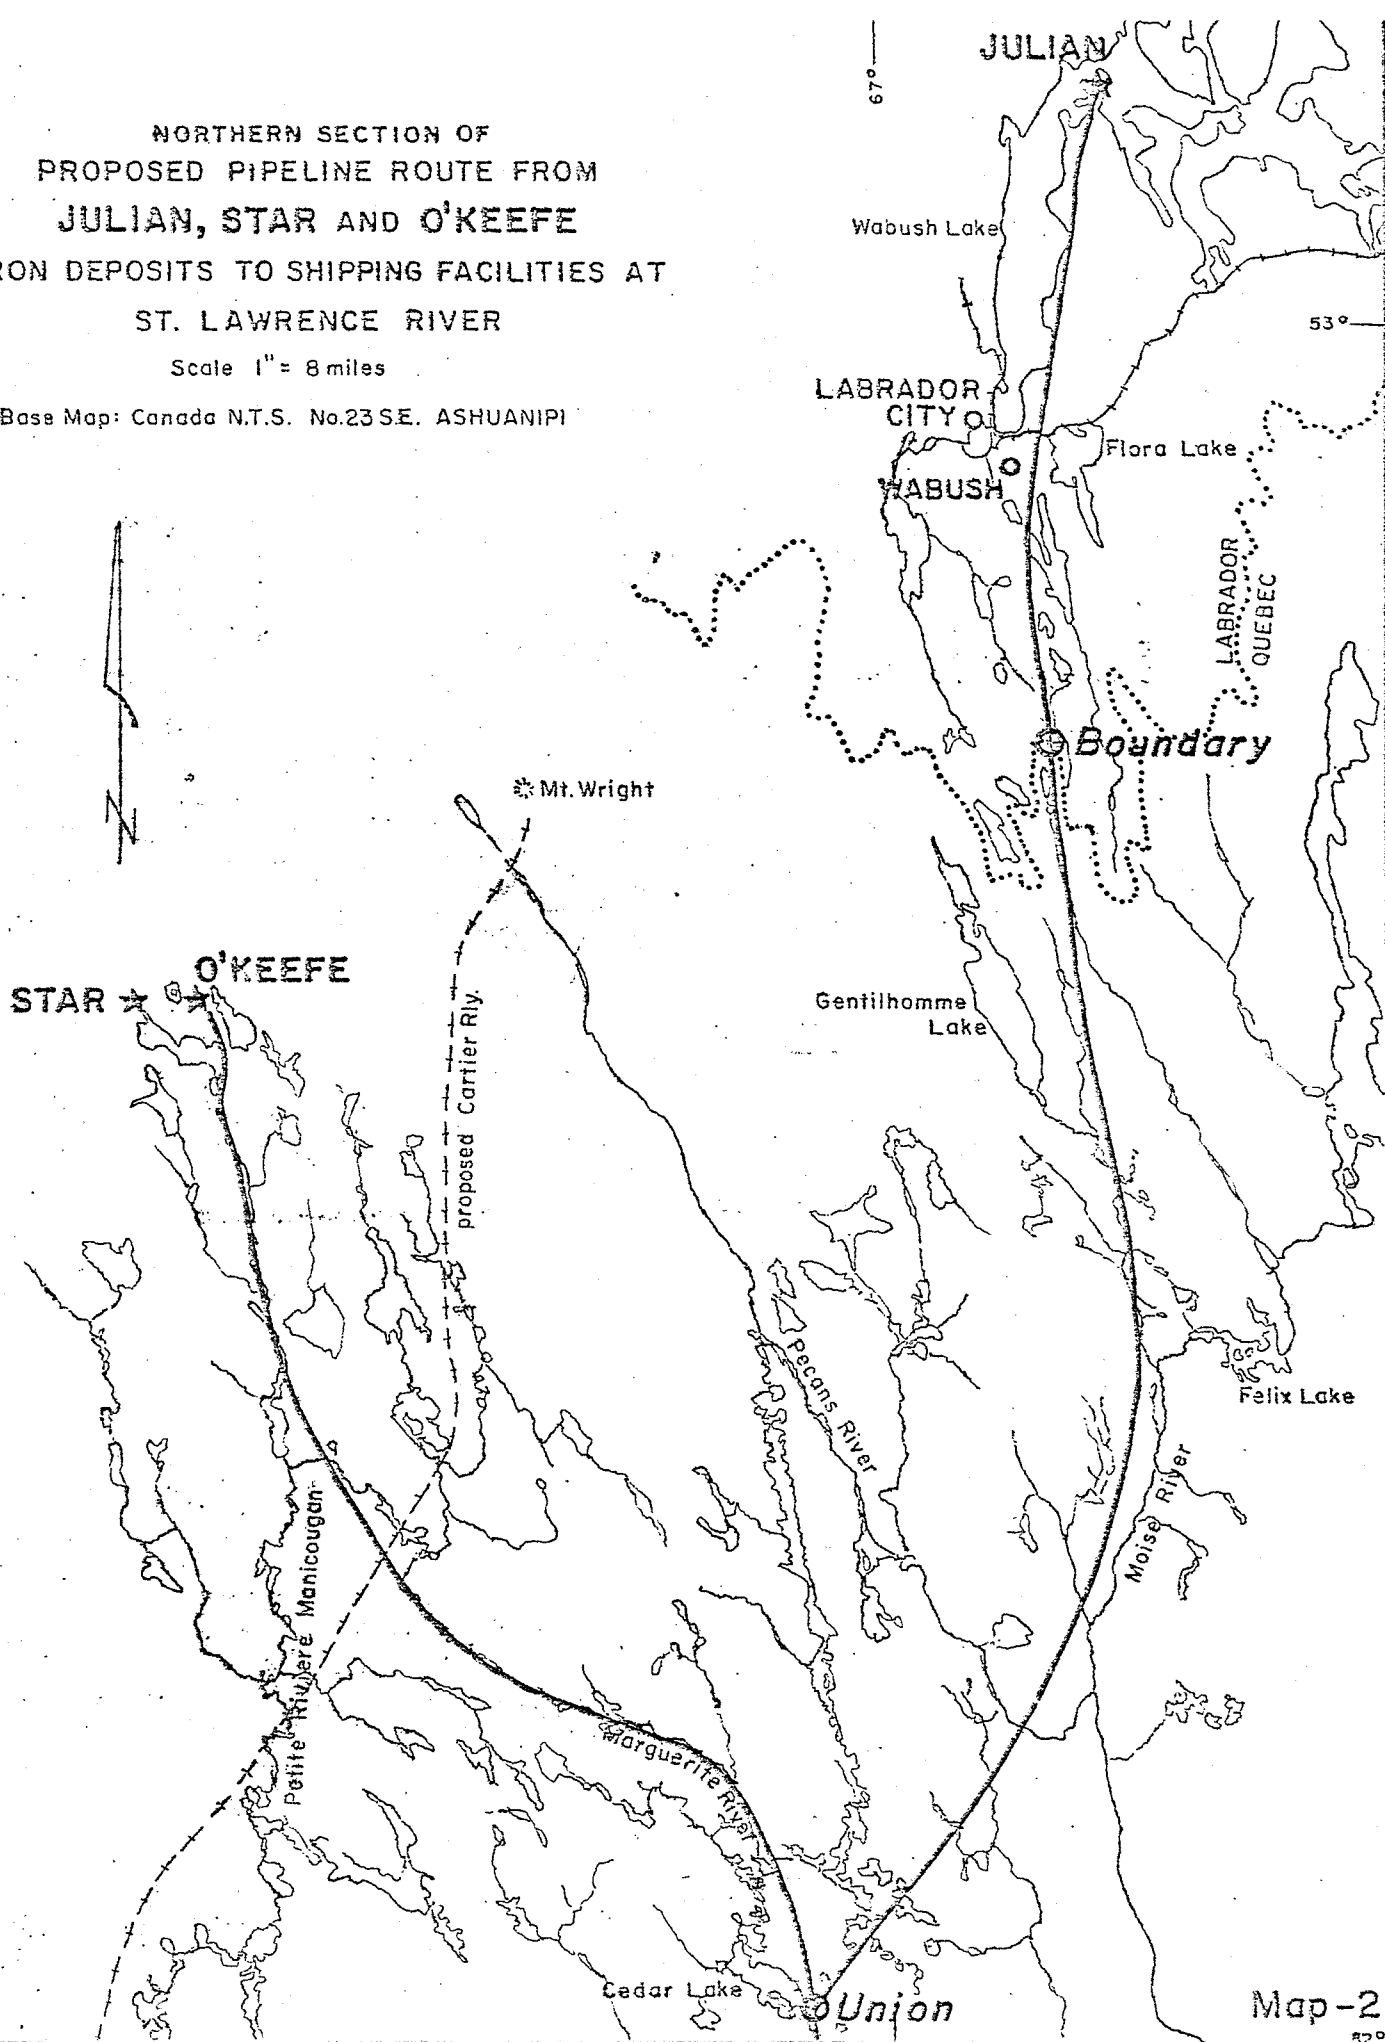 NORTHERN SECTION OF
PROPOSED PIPELINE ROUTE FROM
JULIAN, STAR AND O'KEEFE
RON DEPOSITS TO SHIPPING FACILITIES AT
ST. LAWRENCE RIVER
Scale 1" = 8 miles
Base Map: Canada N.T.S. No.23 S.E. ASHUANIPI
67°
JULIAN
Wabush Lake
53°
LABRADOR
CITY
Flora Lake
WABUSH
LABRADOR
QUEBEC
Boundary
Mt. Wright
N
O'KEEFE
STAR
Gentilhomme
Lake
proposed Cartier Rly.
Pecans River
Felix Lake
Moise River
Petite Riviere Manicougan
Marguerite River
Cedar Lake
Union
Map-2